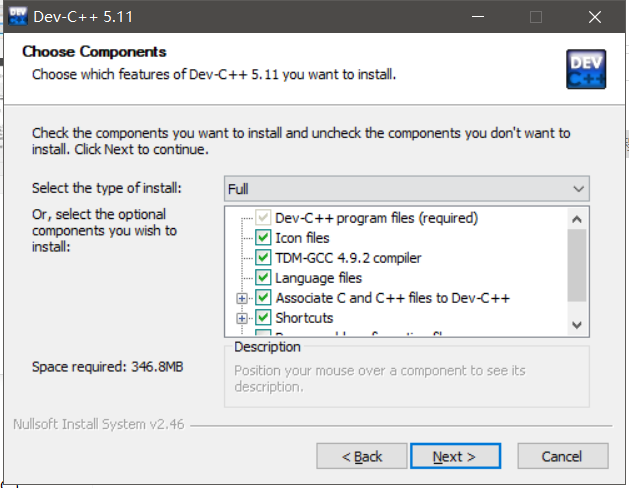 Dev-C++ 5.11
Choose Components
Choose which features of Dev-C++ 5.11 you want to install.
DEV
C++
Check the components you want to install and uncheck the components you don't want to
install. Click Next to continue.
Select the type of install:
Full
Or, select the optional
components you wish to
install:
Dev-C++ program files (required)
Icon files
TDM-GCC 4.9.2 compiler
Language files
Associate C and C++ files to Dev-C++
Shortcuts
Space required: 346.8MB
Description
Position your mouse over a component to see its
description.
Nullsoft Install System v2.46
< Back
Next >
Cancel